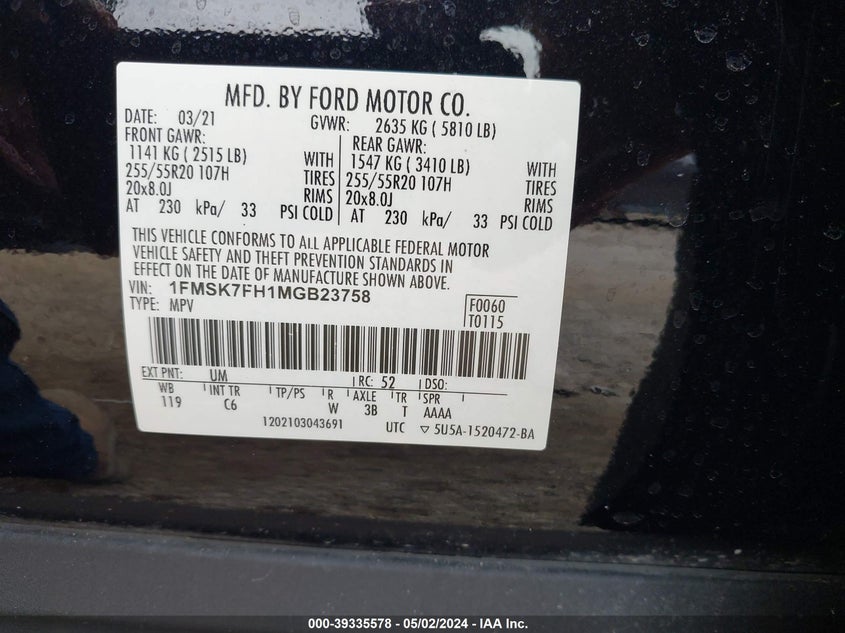 MFD. BY FORD MOTOR CO.
DATE: 03/21 GVWR: 2635 KG ( 5810 LB)
FRONT GAWR: REAR GAWR:
1141 KG ( 2515 LB) WITH 1547 KG ( 3410 LB) WITH
255/55R20 107H TIRES 255/55R20 107H TIRES
20x8.0J RIMS 20x8.0J RIMS
AT 230 kPa/ 33 PSI COLD AT 230 kPa/ 33 PSI COLD
THIS VEHICLE CONFORMS TO ALL APPLICABLE FEDERAL MOTOR
VEHICLE SAFETY AND THEFT PREVENTION STANDARDS IN
EFFECT ON THE DATE OF MANUFACTURE SHOWN ABOVE.
VIN: 1FMSK7FH1MGB23758
TYPE: MPV
F0060
T0115
EXT PNT: UM RC: 52 DSO:
WB INT TR TP/PS R AXLE TR SPR
119 C6 W 3B T AAAA
1202103043691 UTC ▽ 5U5A-1520472-BA
000-39335578 - 05/02/2024 - IAA Inc.